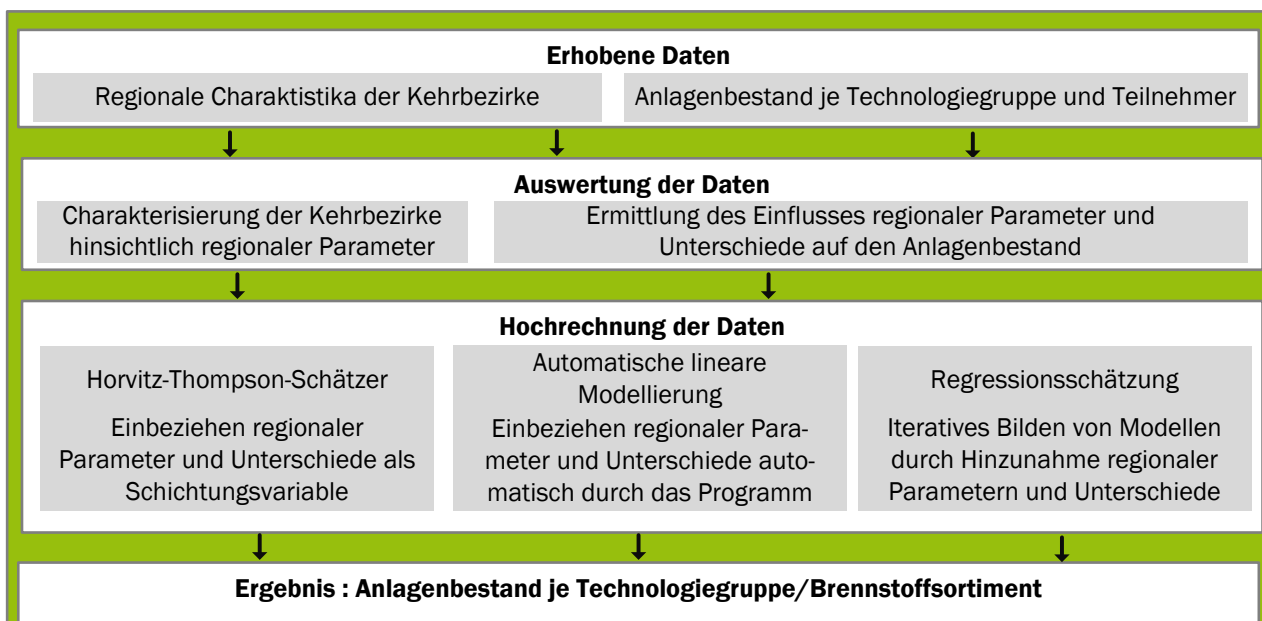 Erhobene Daten
Regionale Charaktistika der Kehrbezirke
Anlagenbestand je Technologiegruppe und Teilnehmer
Auswertung der Daten
Charakterisierung der Kehrbezirke
hinsichtlich regionaler Parameter
Ermittlung des Einflusses regionaler Parameter und
Unterschiede auf den Anlagenbestand
Hochrechnung der Daten
Horvitz-Thompson-Schätzer
Einbeziehen regionaler
Parameter und Unterschiede als
Schichtungsvariable
Automatische lineare
Modellierung
Einbeziehen regionaler Para-
meter und Unterschiede auto-
matisch durch das Programm
Regressionsschätzung
Iteratives Bilden von Modellen
durch Hinzunahme regionaler
Parametern und Unterschiede
Ergebnis : Anlagenbestand je Technologiegruppe/Brennstoffsortiment